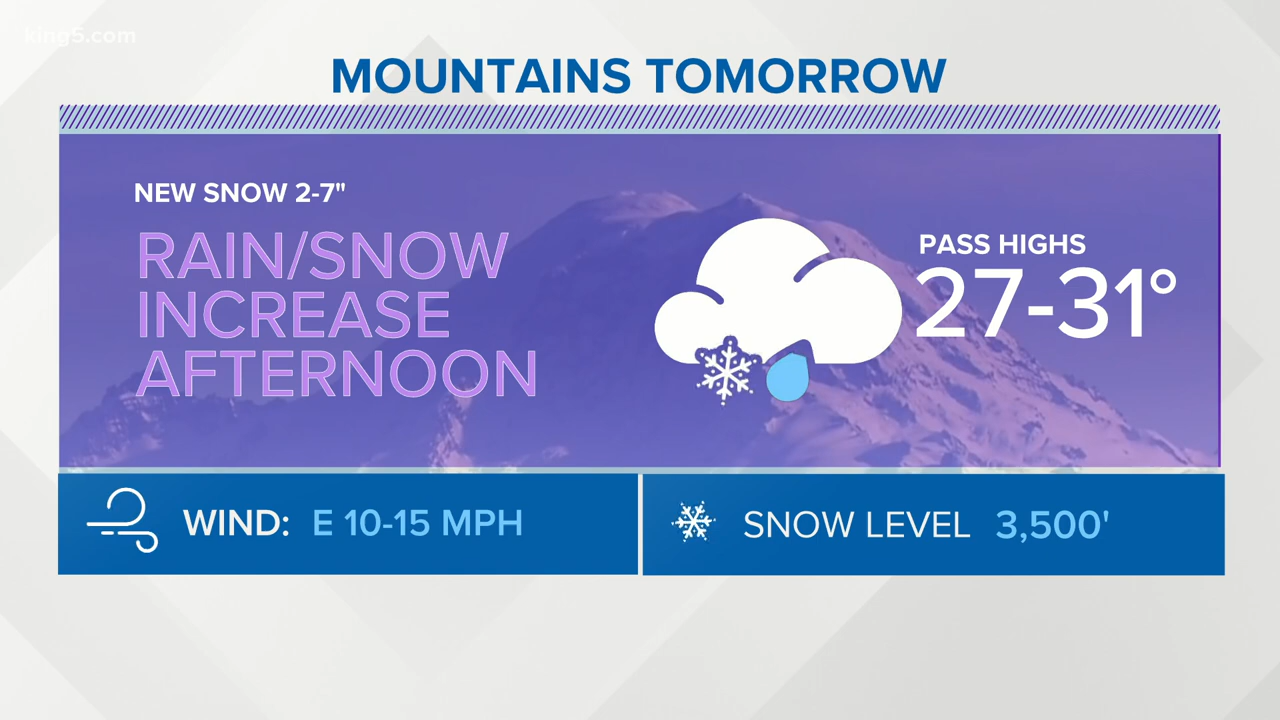 king5.com
MOUNTAINS TOMORROW
NEW SNOW 2-7"
RAIN/SNOW
INCREASE
AFTERNOON
PASS HIGHS
27-31°
WIND: E 10-15 MPH
SNOW LEVEL 3,500'